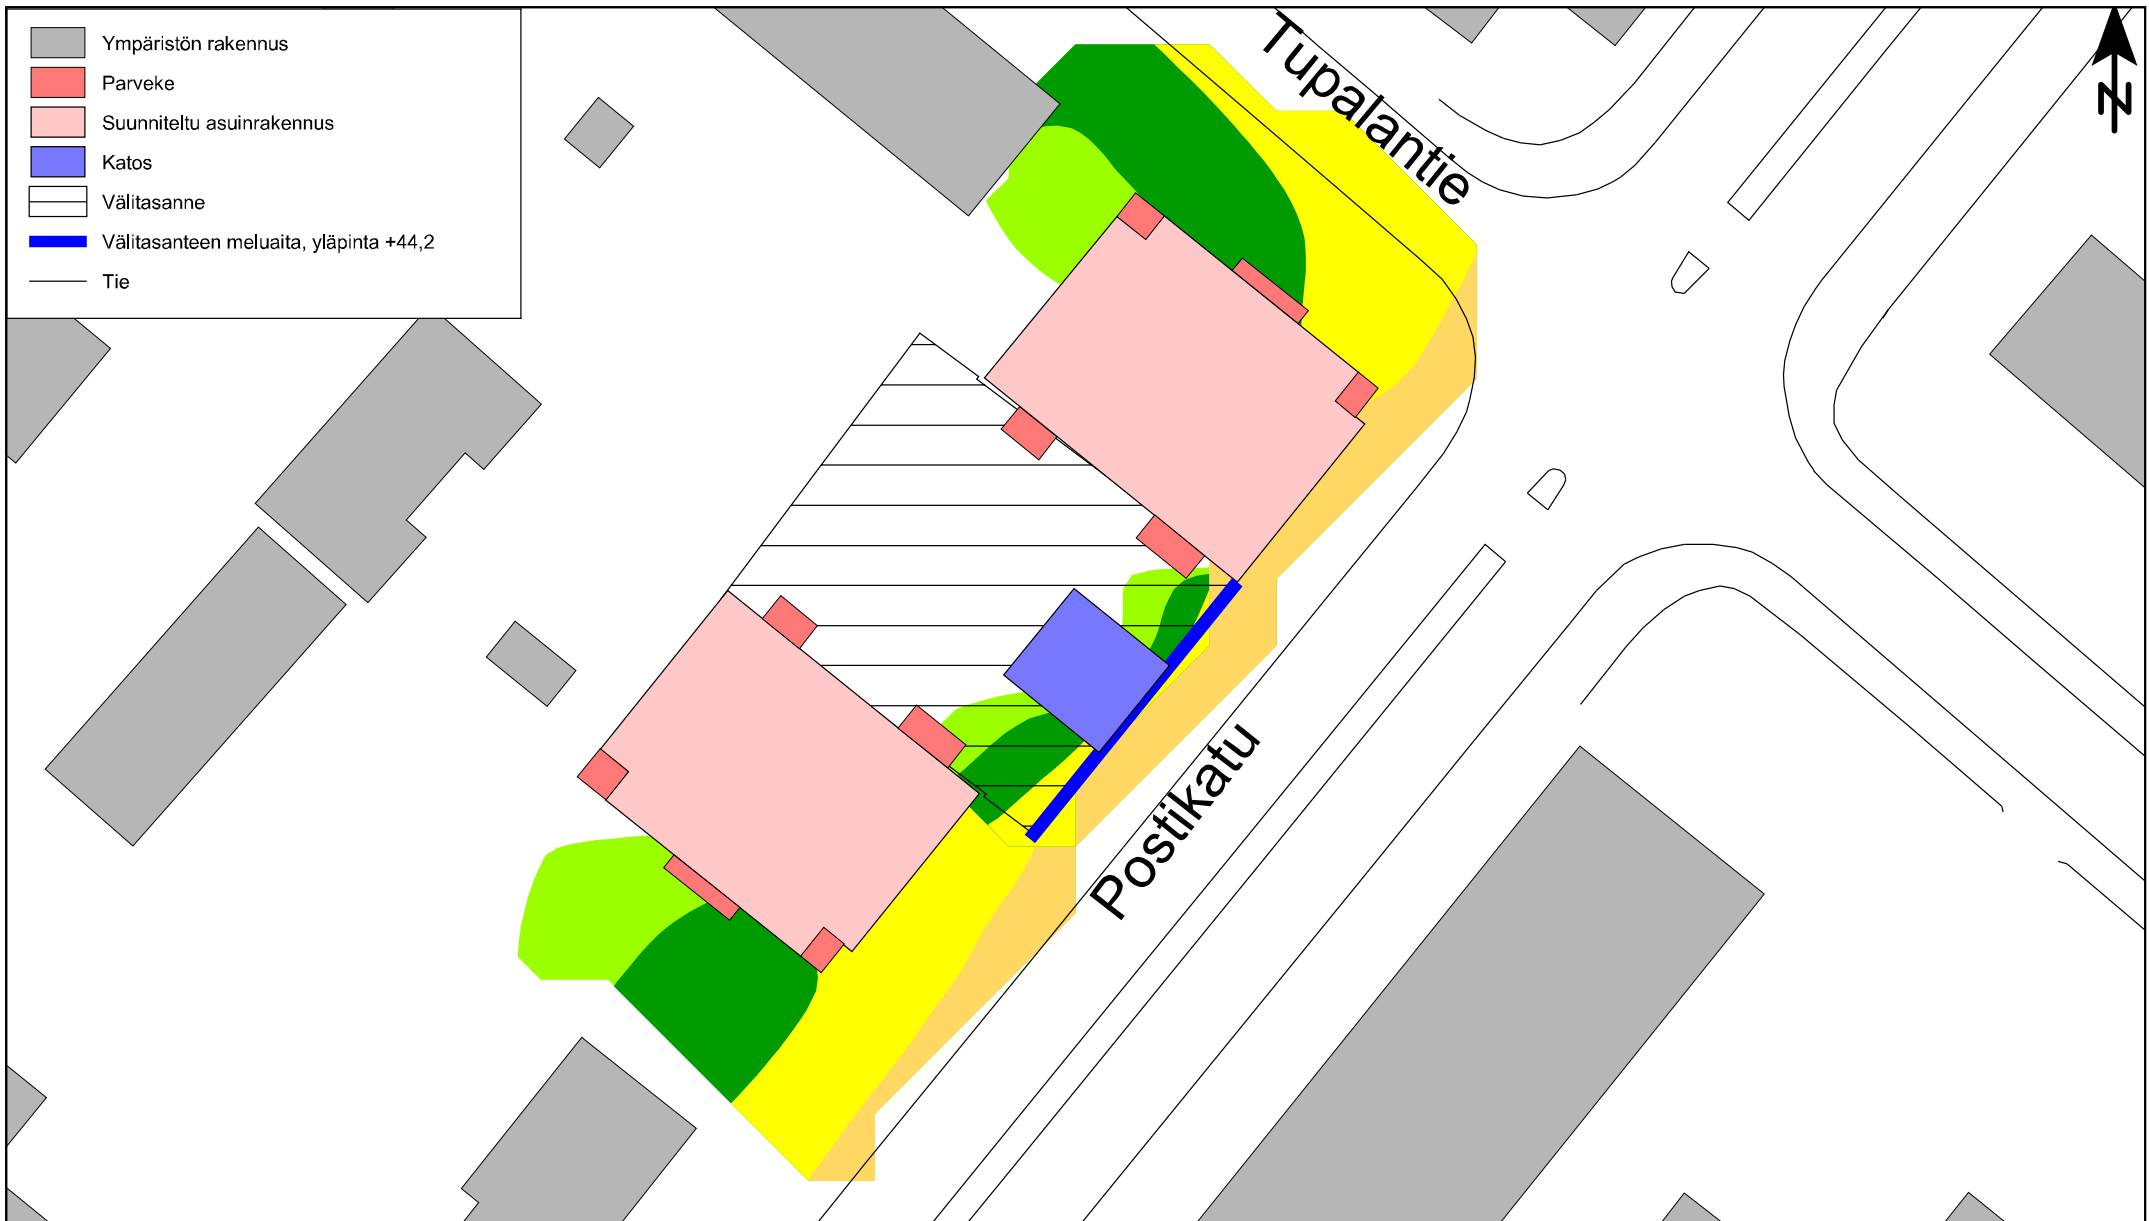 Ympäristön rakennus
Parveke
Suunniteltu asuinrakennus
Katos
Välitasanne
Välitasanteen meluaita, yläpinta +44,2
Tie
Tupalantie
N
Postikatu